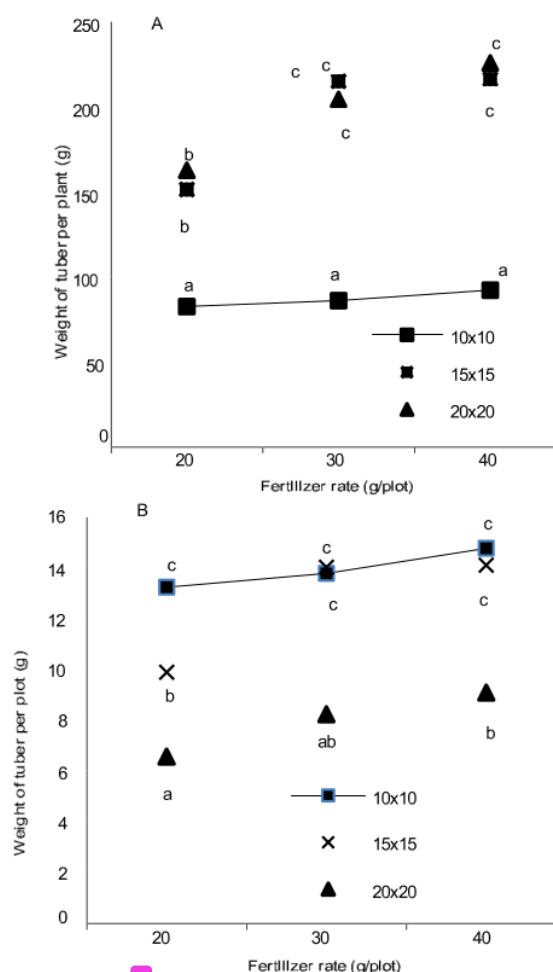 250
A
c
c
c
200
c
c
b
150
b
Weight of tuber per plant (g)
a
a
a
100
10x10
50
15x15
20x20
0
20
30
40
FertIlIzer rate (g/plot)
16
B
c
c
c
14
c
c
12
10
b
Weight of tuber per plot (g)
8
ab
b
6
a
10x10
4
15x15
2
20x20
0
20
30
40
FertIlIzer rate (g/plot)